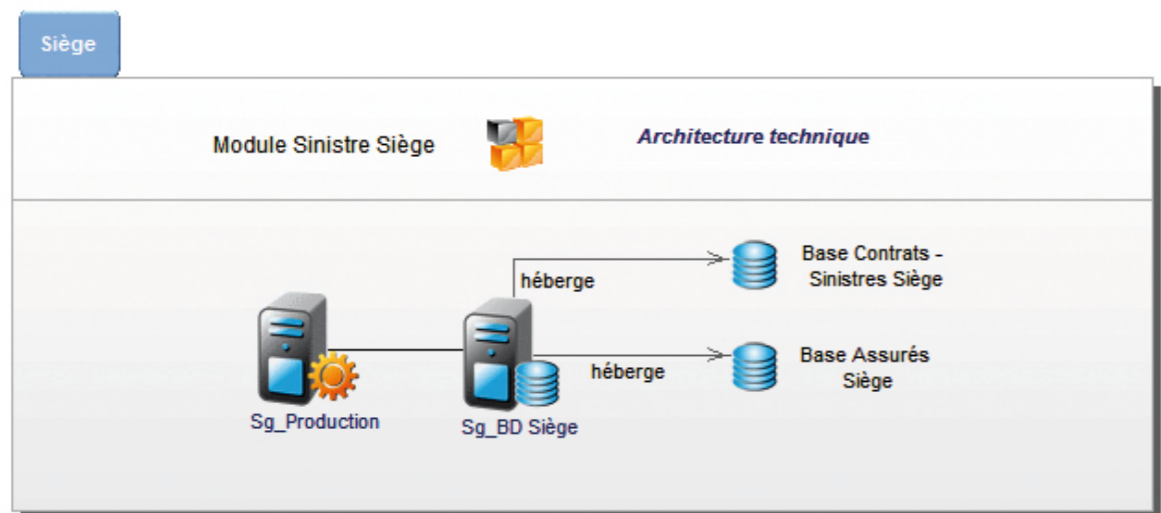 Siège
Module Sinistre Siège
Architecture technique
héberge
Base Contrats -
Sinistres Siège
héberge
Base Assurés
Siège
Sg_Production
Sg_BD Siège